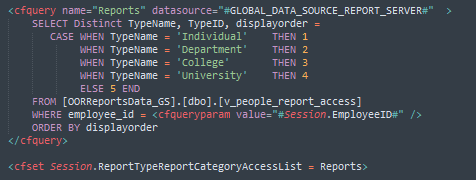 <cfquery name="Reports" datasource="#GLOBAL_DATA_SOURCE_REPORT_SERVER#" >
SELECT Distinct TypeName, TypeID, displayorder =
CASE WHEN TypeName = 'Individual' THEN 1
WHEN TypeName = 'Department' THEN 2
WHEN TypeName = 'College' THEN 3
WHEN TypeName = 'University' THEN 4
ELSE 5 END
FROM [OORReportsData_GS].[dbo].[v_people_report_access]
WHERE employee_id = <cfqueryparam value="#Session.EmployeeID#" />
ORDER BY displayorder
</cfquery>
<cfset Session.ReportTypeReportCategoryAccessList = Reports>